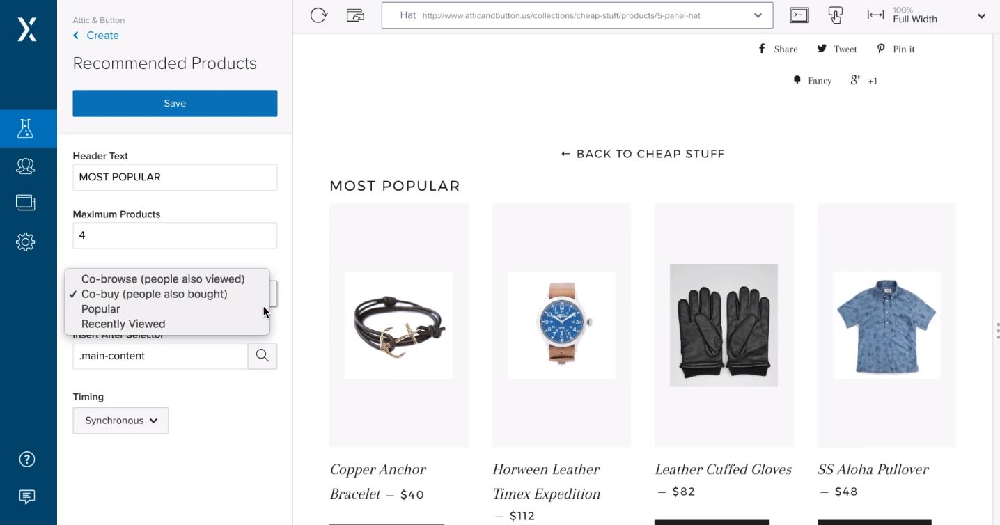 Attic & Button
Create
Recommended Products
Save
Header Text
MOST POPULAR
Maximum Products
4
Co-browse (people also viewed)
✓ Co-buy (people also bought)
Popular
Recently Viewed
Insert After Selector
.main-content
Timing
Synchronous
Hat http://www.atticandbutton.us/collections/cheap-stuff/products/5-panel-hat
100%
Full Width
Share Tweet Pin it
Fancy g+ +1
← BACK TO CHEAP STUFF
MOST POPULAR
Copper Anchor
Bracelet — $40
Horween Leather
Timex Expedition
— $112
Leather Cuffed Gloves
— $82
SS Aloha Pullover
— $48